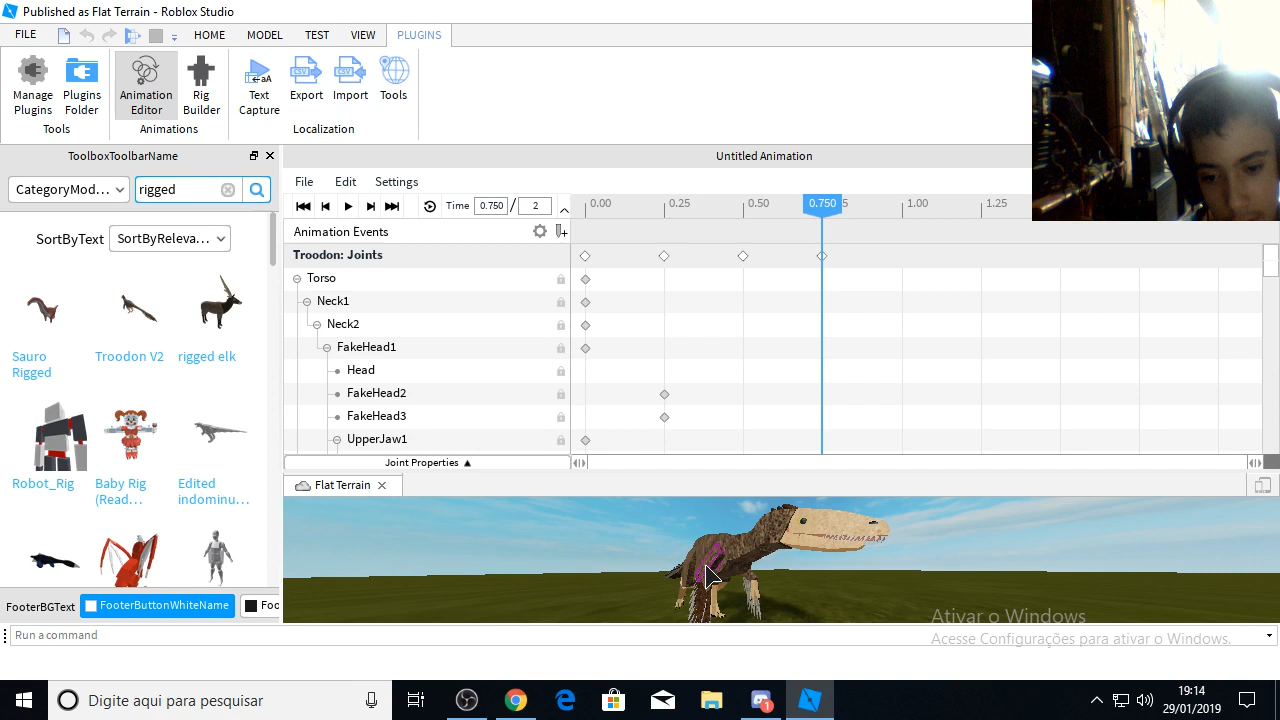 Published as Flat Terrain - Roblox Studio
FILE HOME MODEL TEST VIEW PLUGINS
Manage Plugins
Plugins Folder
Animation Editor
Rig Builder
Text Capture
Export
Import
Tools
Tools Animations Localization
ToolboxToolbarName
CategoryMod...
rigged
SortByText SortByReleva...
Sauro Rigged
Troodon V2
rigged elk
Robot_Rig
Baby Rig (Read...
Edited indominu...
FooterBGText FooterButtonWhiteName Foo
Untitled Animation
File Edit Settings
Time 0.750 / 2
0.00 0.25 0.50 0.750 5 1.00 1.25
Animation Events
Troodon: Joints
Torso
Neck1
Neck2
FakeHead1
Head
FakeHead2
FakeHead3
UpperJaw1
Joint Properties ▲
Flat Terrain
Ativar o Windows
Acesse Configurações para ativar o Windows.
Run a command
Digite aqui para pesquisar
1
19:14
29/01/2019